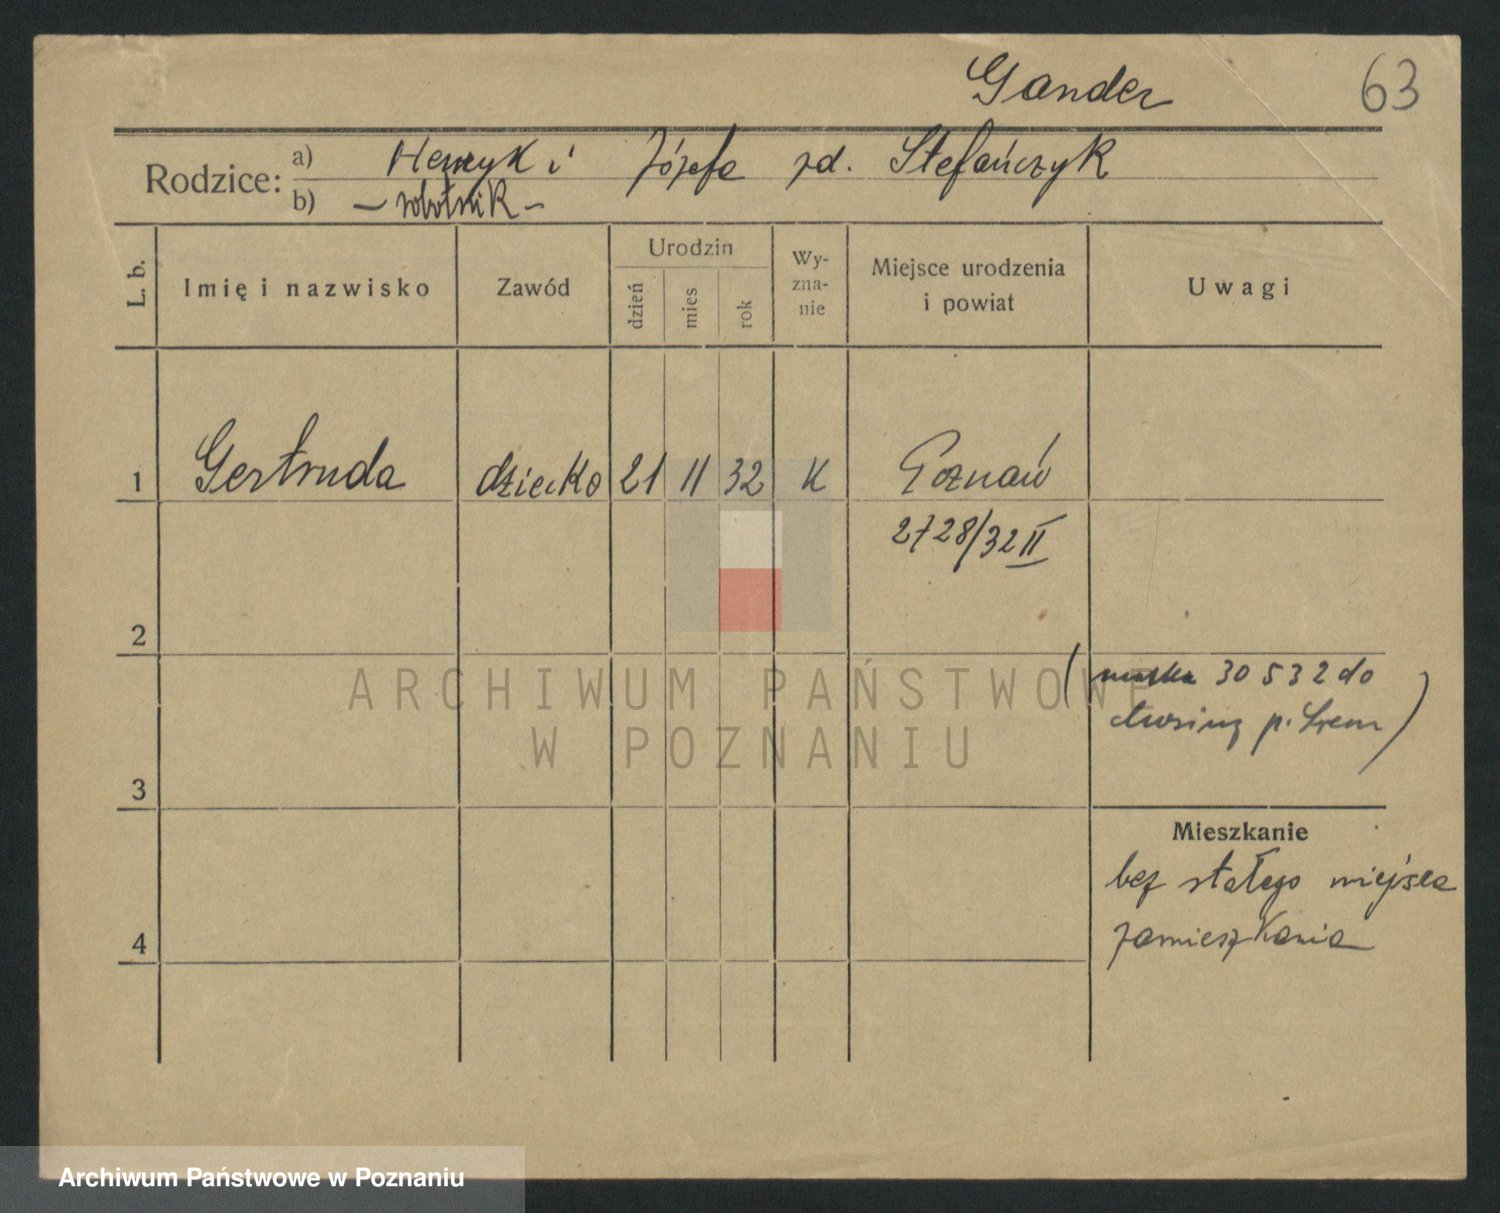 Gander 63
Rodzice: a) Henryk i Józefa zd. Stefańczyk
b) — robotnik —
L. b. Imię i nazwisko Zawód Urodzin dzień mies rok Wy-zna-nie Miejsce urodzenia i powiat Uwagi
1 Gertruda dziecko 21 II 32 K Poznań
2728/32 II
2
( matka 30 5 32 do
p. Śrem )
ARCHIWUM PAŃSTWOWE
W POZNANIU
3
Mieszkanie
bez stałego miejsca
zamieszkania
4
Archiwum Państwowe w Poznaniu